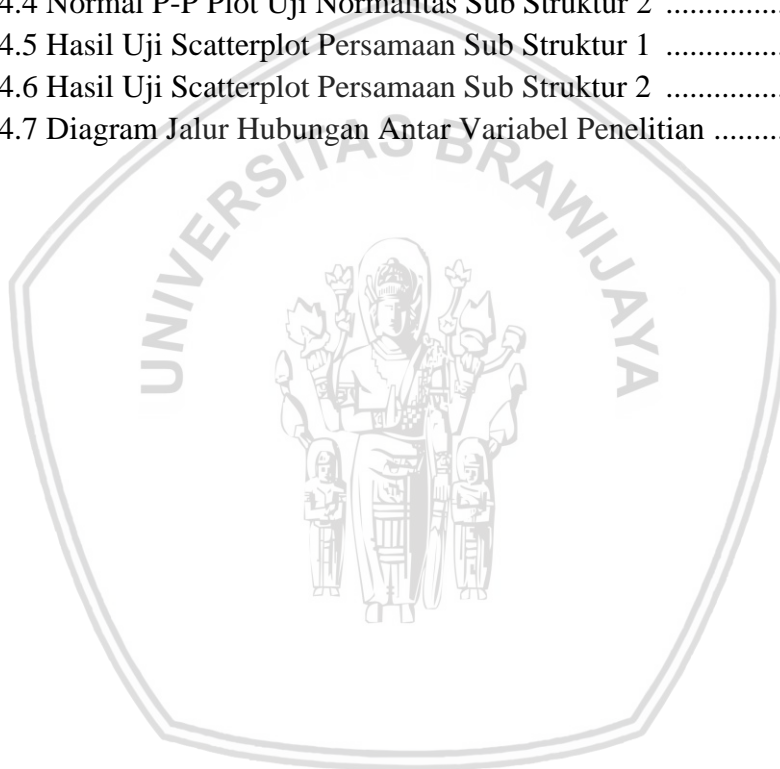 4.4 Normal P-P Plot Uji Normalitas Sub Struktur 2 ................
4.5 Hasil Uji Scatterplot Persamaan Sub Struktur 1 ...............
4.6 Hasil Uji Scatterplot Persamaan Sub Struktur 2 ...............
4.7 Diagram Jalur Hubungan Antar Variabel Penelitian .........
UNIVERSITAS BRAWIJAYA